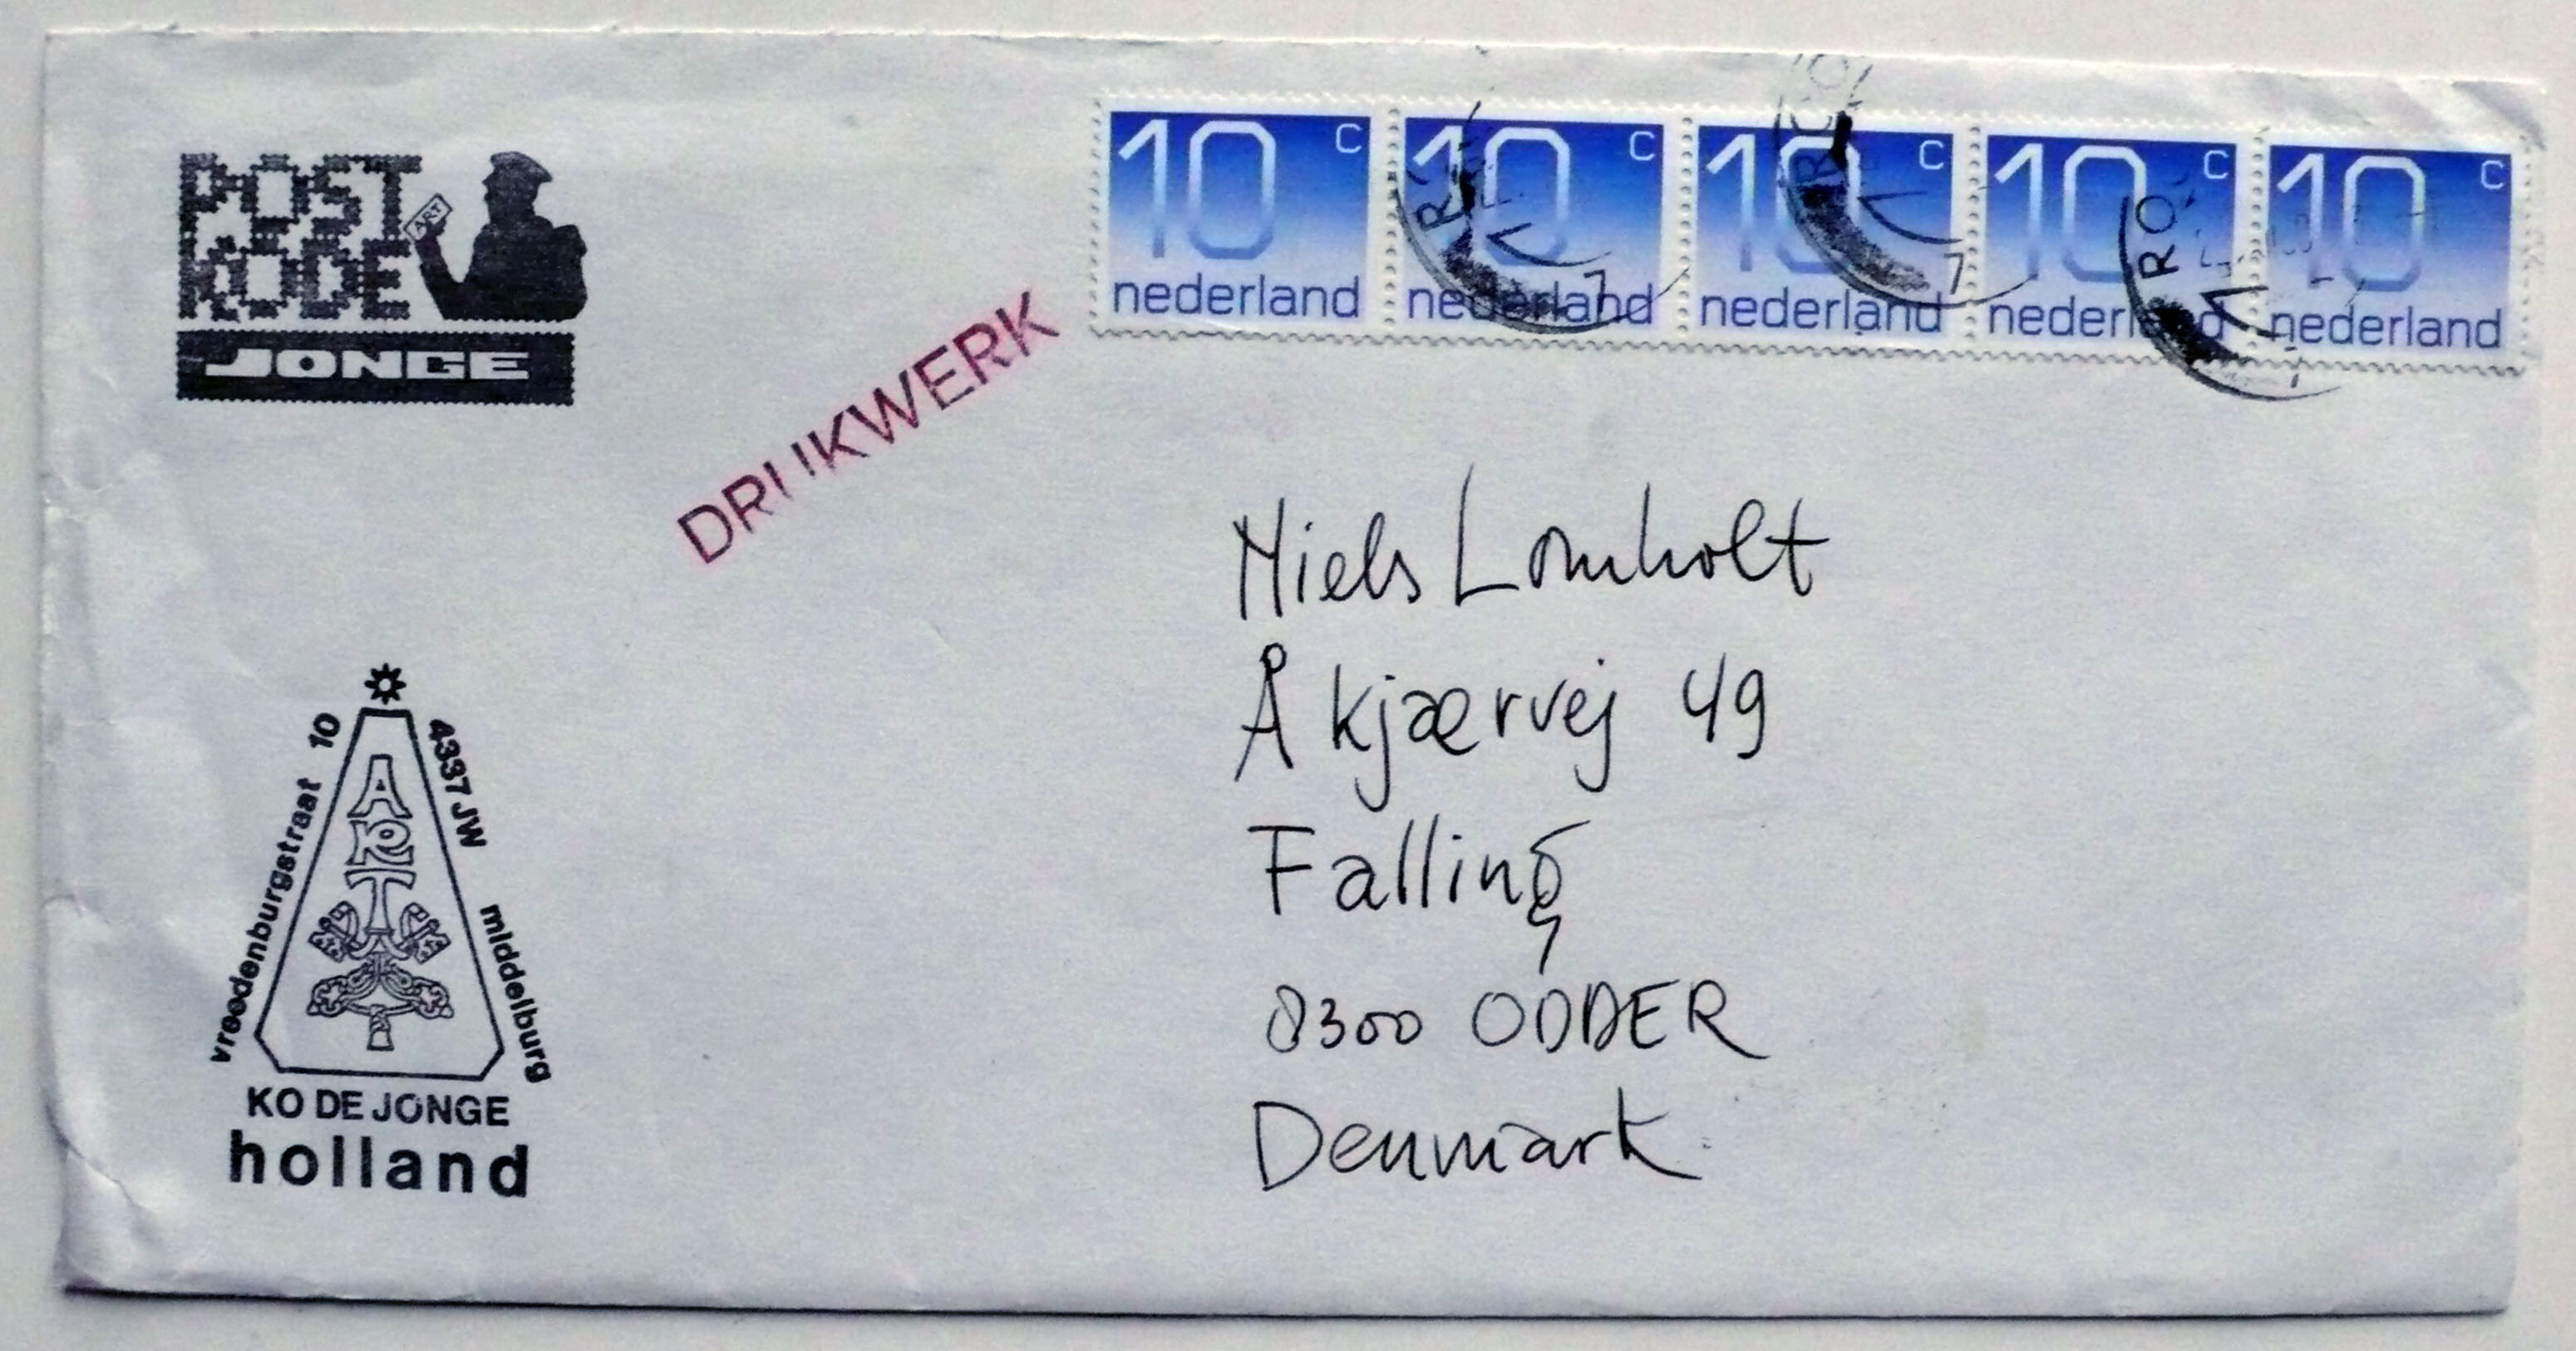 POST
KODE
ART
JONGE
DRUKWERK
10 c
nederland
10 c
nederland
10 c
nederland
10 c
nederland
10 c
nederland
Niels Lomholt
Åkjærvej 49
Falling
8300 ODDER
Denmark
vreedenburgstraat 10
4337 JW middelburg
ART
KO DE JONGE
holland